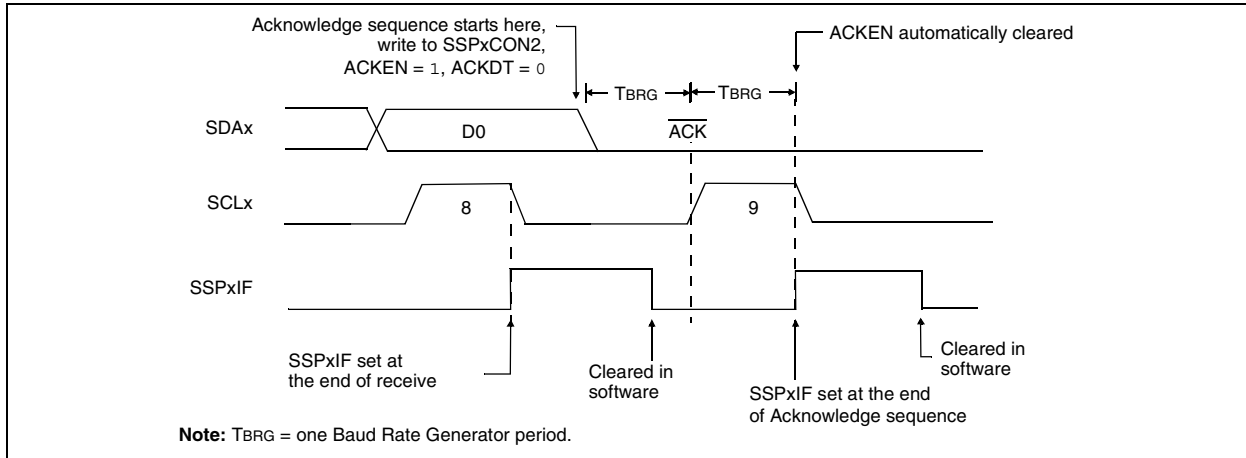 Acknowledge sequence starts here,
write to SSPxCON2,
ACKEN = 1, ACKDT = 0
ACKEN automatically cleared
TBRG
TBRG
SDAx
D0
ACK
SCLx
8
9
SSPxIF
SSPxIF set at
the end of receive
Cleared in
software
SSPxIF set at the end
of Acknowledge sequence
Cleared in
software
Note: TBRG = one Baud Rate Generator period.